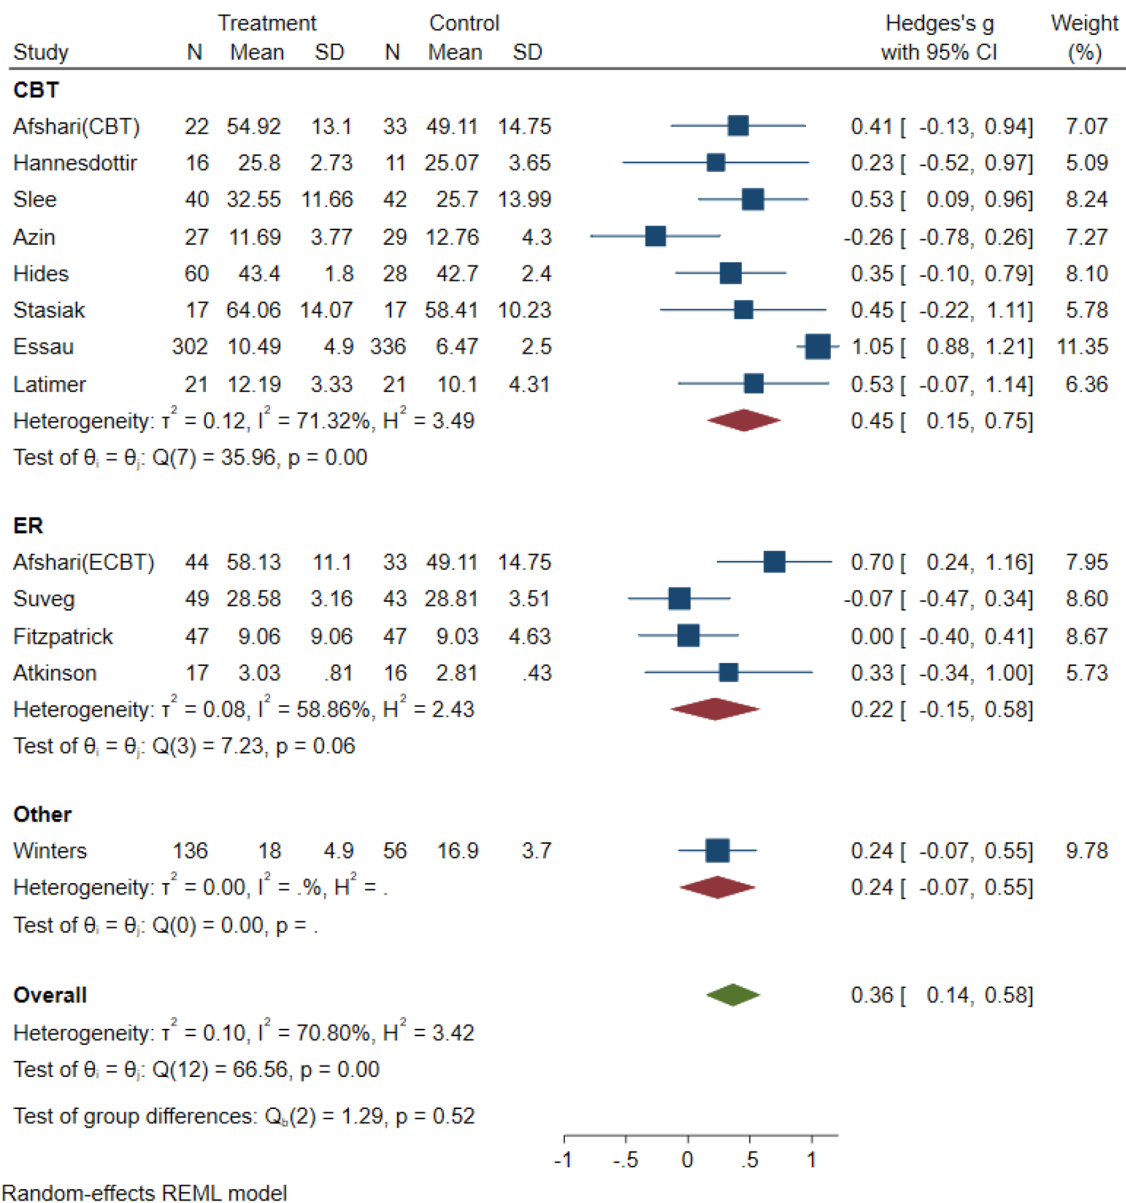 Treatment Control Hedges's g Weight
Study N Mean SD N Mean SD with 95% CI (%)
CBT
Afshari(CBT) 22 54.92 13.1 33 49.11 14.75 0.41 [ -0.13, 0.94] 7.07
Hannesdottir 16 25.8 2.73 11 25.07 3.65 0.23 [ -0.52, 0.97] 5.09
Slee 40 32.55 11.66 42 25.7 13.99 0.53 [ 0.09, 0.96] 8.24
Azin 27 11.69 3.77 29 12.76 4.3 -0.26 [ -0.78, 0.26] 7.27
Hides 60 43.4 1.8 28 42.7 2.4 0.35 [ -0.10, 0.79] 8.10
Stasiak 17 64.06 14.07 17 58.41 10.23 0.45 [ -0.22, 1.11] 5.78
Essau 302 10.49 4.9 336 6.47 2.5 1.05 [ 0.88, 1.21] 11.35
Latimer 21 12.19 3.33 21 10.1 4.31 0.53 [ -0.07, 1.14] 6.36
Heterogeneity: τ² = 0.12, I² = 71.32%, H² = 3.49 0.45 [ 0.15, 0.75]
Test of θᵢ = θⱼ: Q(7) = 35.96, p = 0.00
ER
Afshari(ECBT) 44 58.13 11.1 33 49.11 14.75 0.70 [ 0.24, 1.16] 7.95
Suveg 49 28.58 3.16 43 28.81 3.51 -0.07 [ -0.47, 0.34] 8.60
Fitzpatrick 47 9.06 9.06 47 9.03 4.63 0.00 [ -0.40, 0.41] 8.67
Atkinson 17 3.03 .81 16 2.81 .43 0.33 [ -0.34, 1.00] 5.73
Heterogeneity: τ² = 0.08, I² = 58.86%, H² = 2.43 0.22 [ -0.15, 0.58]
Test of θᵢ = θⱼ: Q(3) = 7.23, p = 0.06
Other
Winters 136 18 4.9 56 16.9 3.7 0.24 [ -0.07, 0.55] 9.78
Heterogeneity: τ² = 0.00, I² = .%, H² = . 0.24 [ -0.07, 0.55]
Test of θᵢ = θⱼ: Q(0) = 0.00, p = .
Overall 0.36 [ 0.14, 0.58]
Heterogeneity: τ² = 0.10, I² = 70.80%, H² = 3.42
Test of θᵢ = θⱼ: Q(12) = 66.56, p = 0.00
Test of group differences: Q_b(2) = 1.29, p = 0.52
-1 -.5 0 .5 1
Random-effects REML model